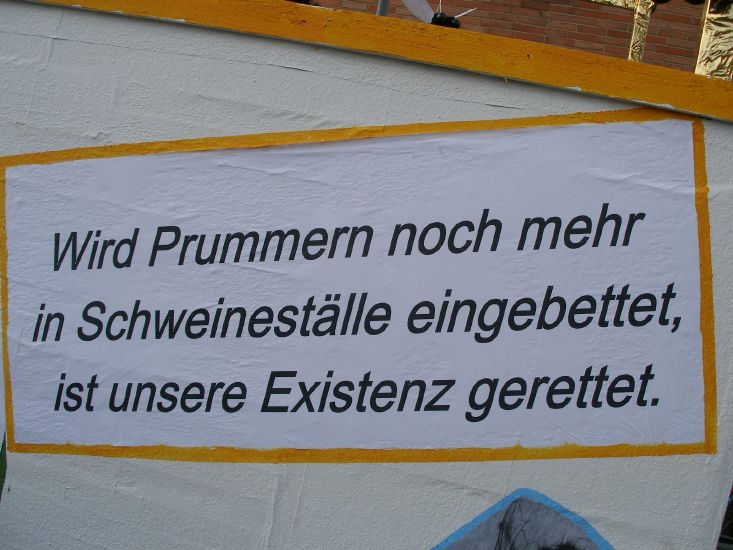 Wird Prummern noch mehr
in Schweineställe eingebettet,
ist unsere Existenz gerettet.